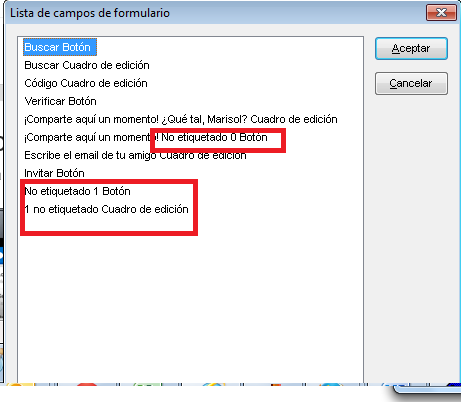 Lista de campos de formulario
Buscar Botón
Buscar Cuadro de edición
Código Cuadro de edición
Verificar Botón
¡Comparte aquí un momento! ¿Qué tal, Marisol? Cuadro de edición
¡Comparte aquí un momento! No etiquetado 0 Botón
Escribe el email de tu amigo Cuadro de edición
Invitar Botón
No etiquetado 1 Botón
1 no etiquetado Cuadro de edición
Aceptar
Cancelar